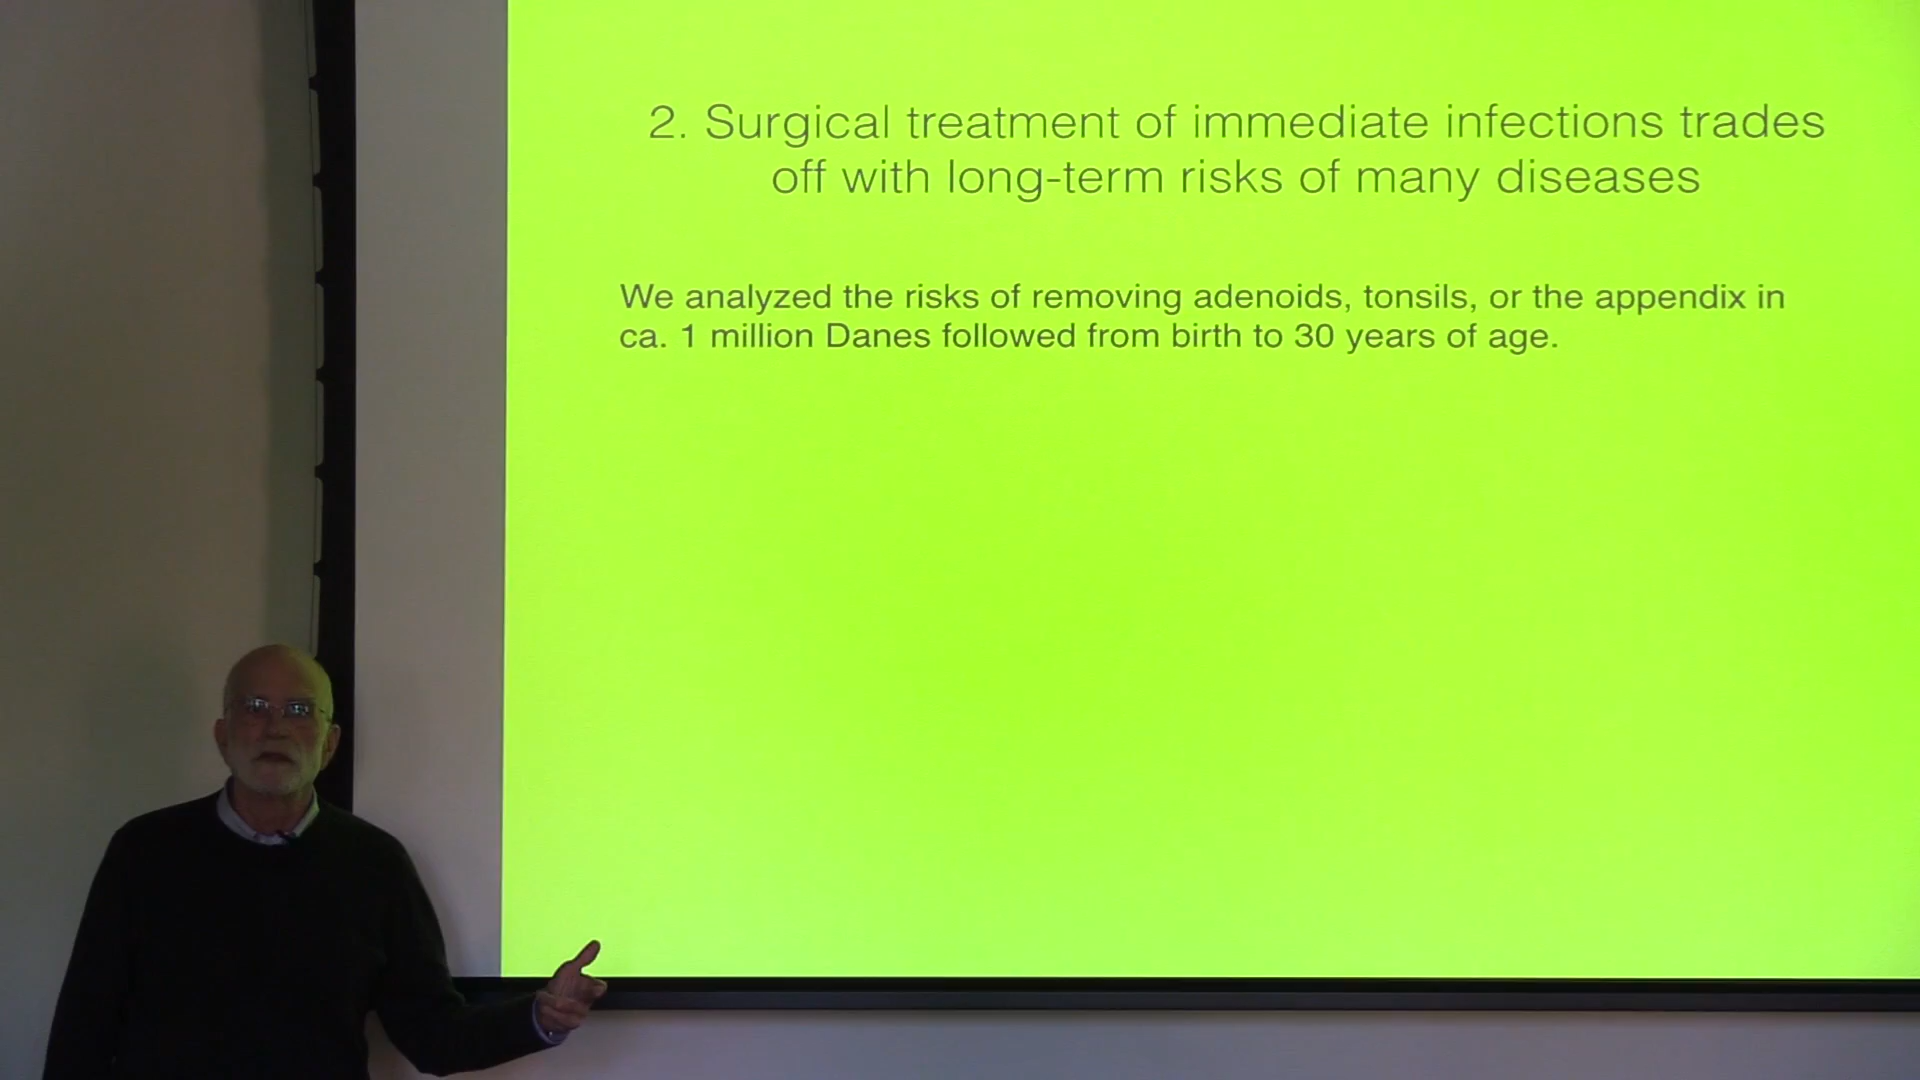 2. Surgical treatment of immediate infections trades
off with long-term risks of many diseases
We analyzed the risks of removing adenoids, tonsils, or the appendix in
ca. 1 million Danes followed from birth to 30 years of age.